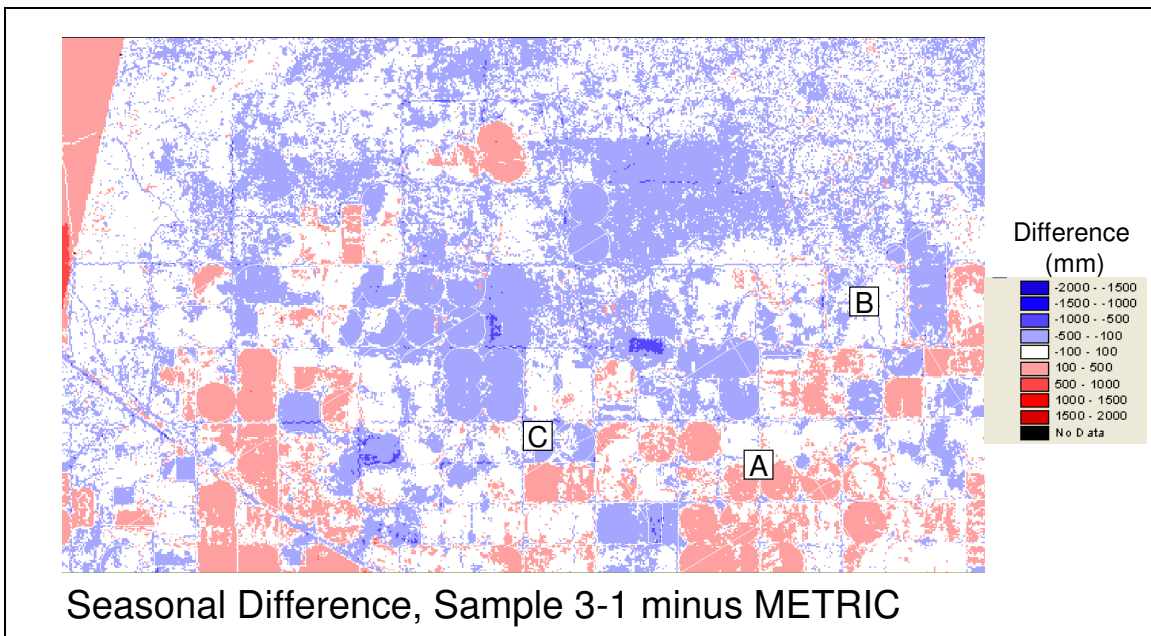 B
C
A
Difference
(mm)
-2000 - -1500
-1500 - -1000
-1000 - -500
-500 - -100
-100 - 100
100 - 500
500 - 1000
1000 - 1500
1500 - 2000
No Data
Seasonal Difference, Sample 3-1 minus METRIC